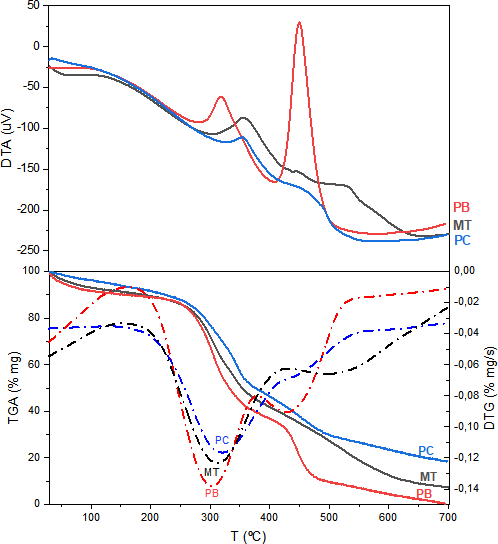 50
0
-50
-100
-150
-200
-250
DTA (uV)
PB
MT
PC
100
80
60
40
20
0
TGA (% mg)
0,00
-0,02
-0,04
-0,06
-0,08
-0,10
-0,12
-0,14
DTG (% mg/s)
PC
MT
PB
PC
MT
PB
100 200 300 400 500 600 700
T (ºC)